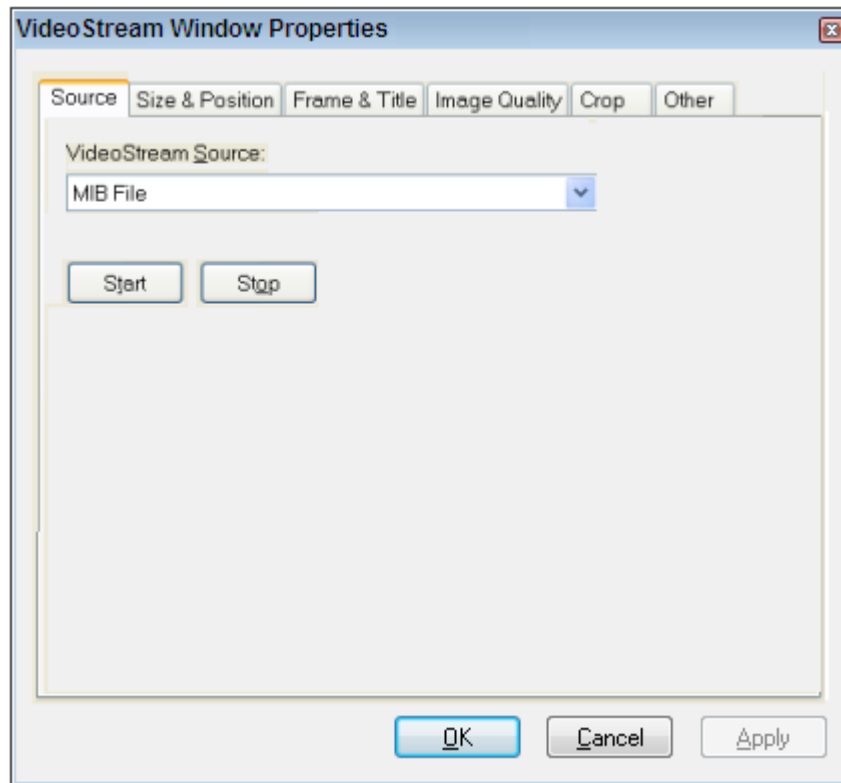 VideoStream Window Properties
Source Size & Position Frame & Title Image Quality Crop Other
VideoStream Source:
MIB File
Start Stop
OK Cancel Apply